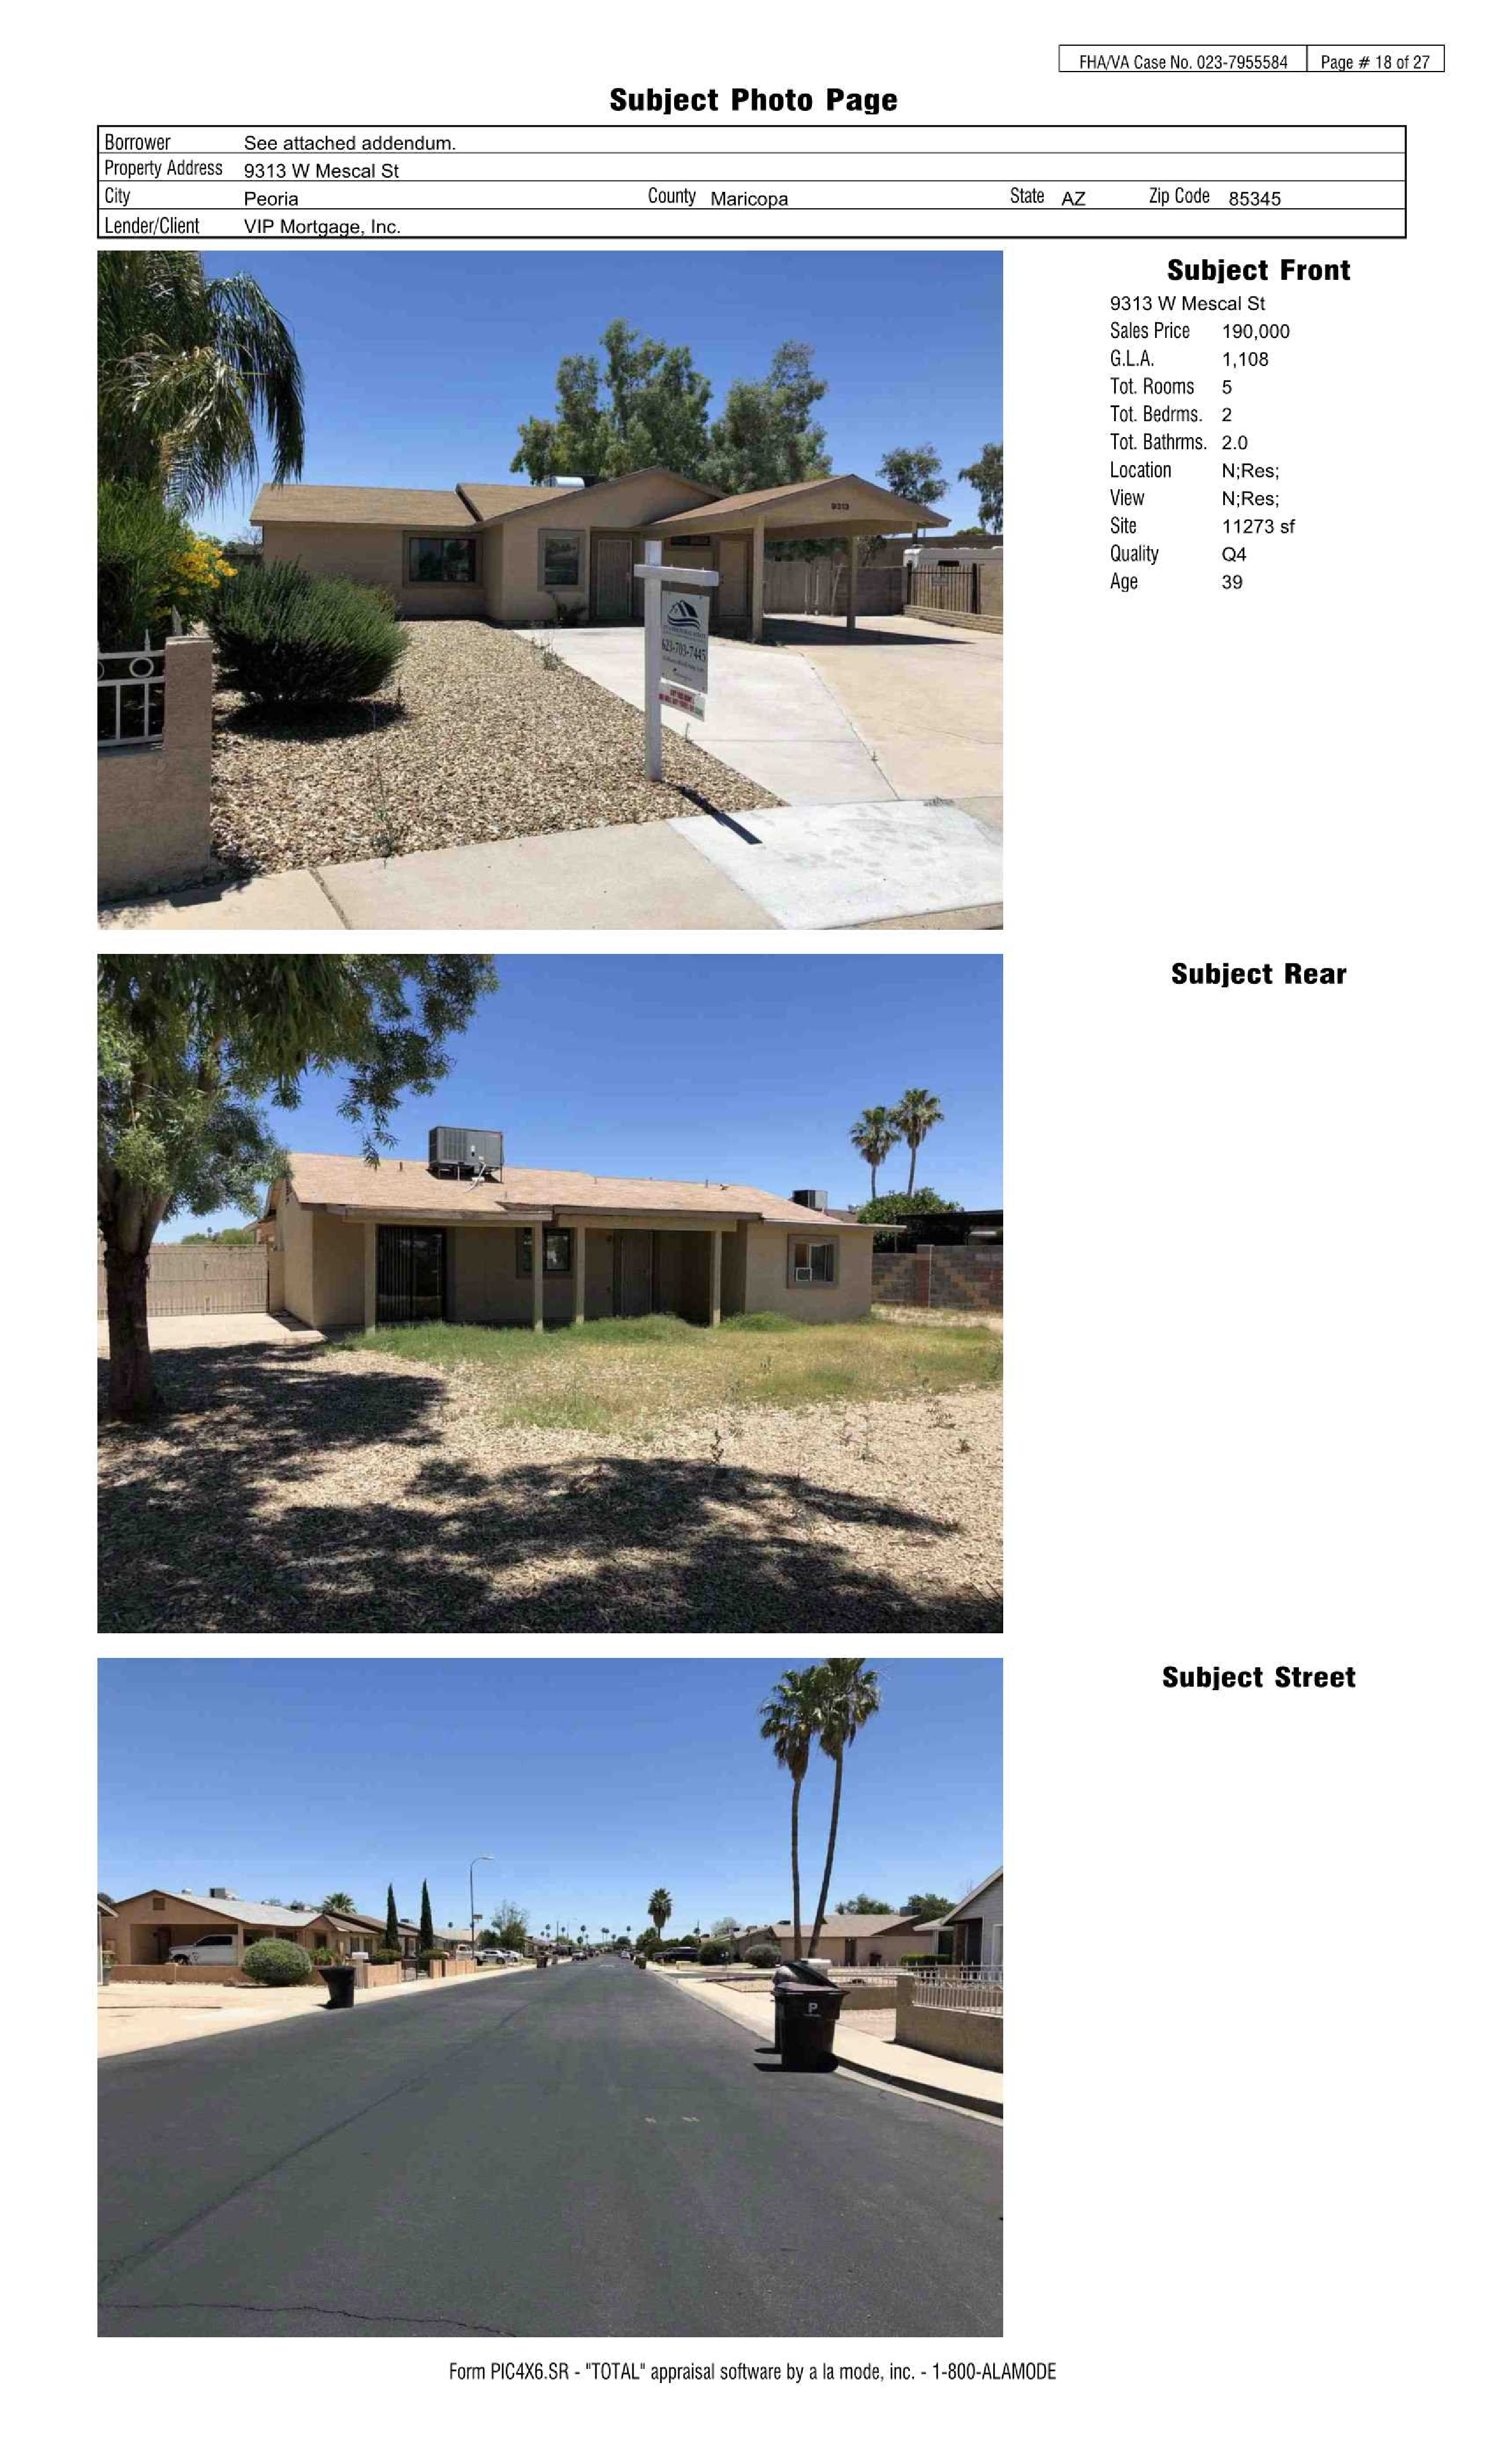 FHA/VA Case No. 023-7955584 Page # 18 of 27
Subject Photo Page
Borrower See attached addendum.
Property Address 9313 W Mescal St
City Peoria County Maricopa State AZ Zip Code 85345
Lender/Client VIP Mortgage, Inc.
Subject Front
9313 W Mescal St
Sales Price 190,000
G.L.A. 1,108
Tot. Rooms 5
Tot. Bedrms. 2
Tot. Bathrms. 2.0
Location N;Res;
View N;Res;
Site 11273 sf
Quality Q4
Age 39
9313
623-703-7445
Subject Rear
Subject Street
P
Form PIC4X6.SR - "TOTAL" appraisal software by a la mode, inc. - 1-800-ALAMODE